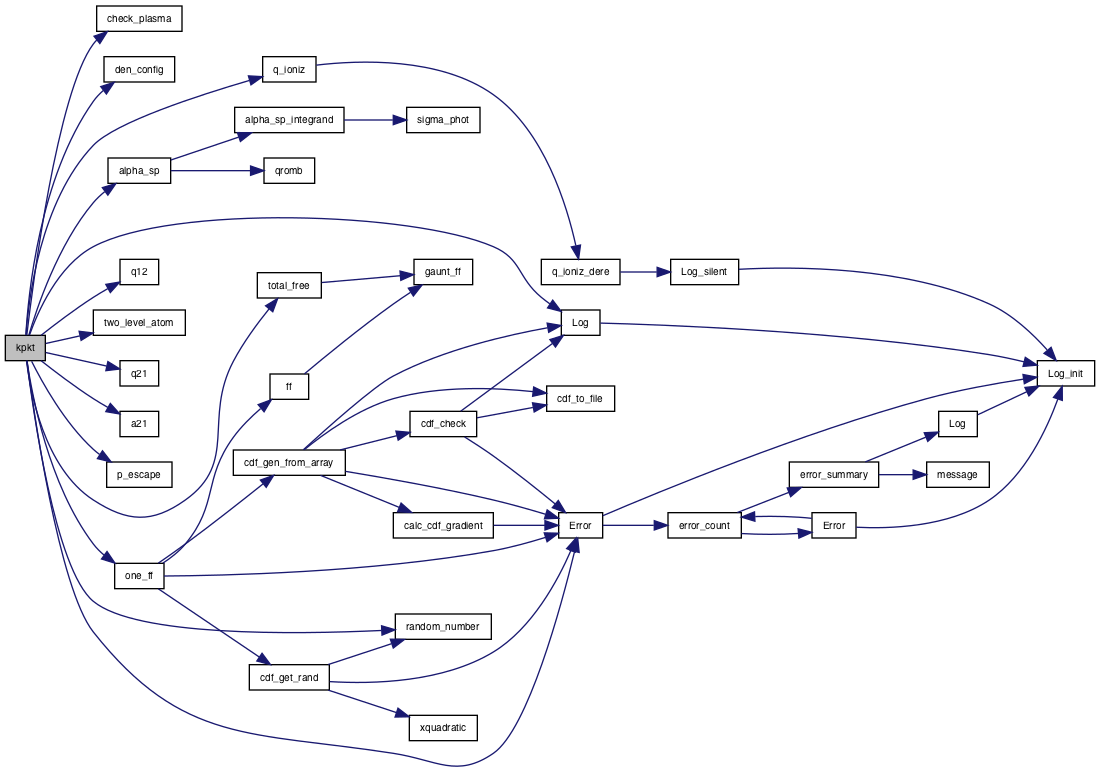 check_plasma
den_config
q_ioniz
alpha_sp_integrand
sigma_phot
alpha_sp
qromb
q12
q_ioniz_dere
Log_silent
total_free
gaunt_ff
two_level_atom
Log
kpkt
q21
ff
Log_init
cdf_to_file
a21
cdf_check
Log
cdf_gen_from_array
p_escape
error_summary
message
calc_cdf_gradient
Error
error_count
Error
one_ff
random_number
cdf_get_rand
xquadratic